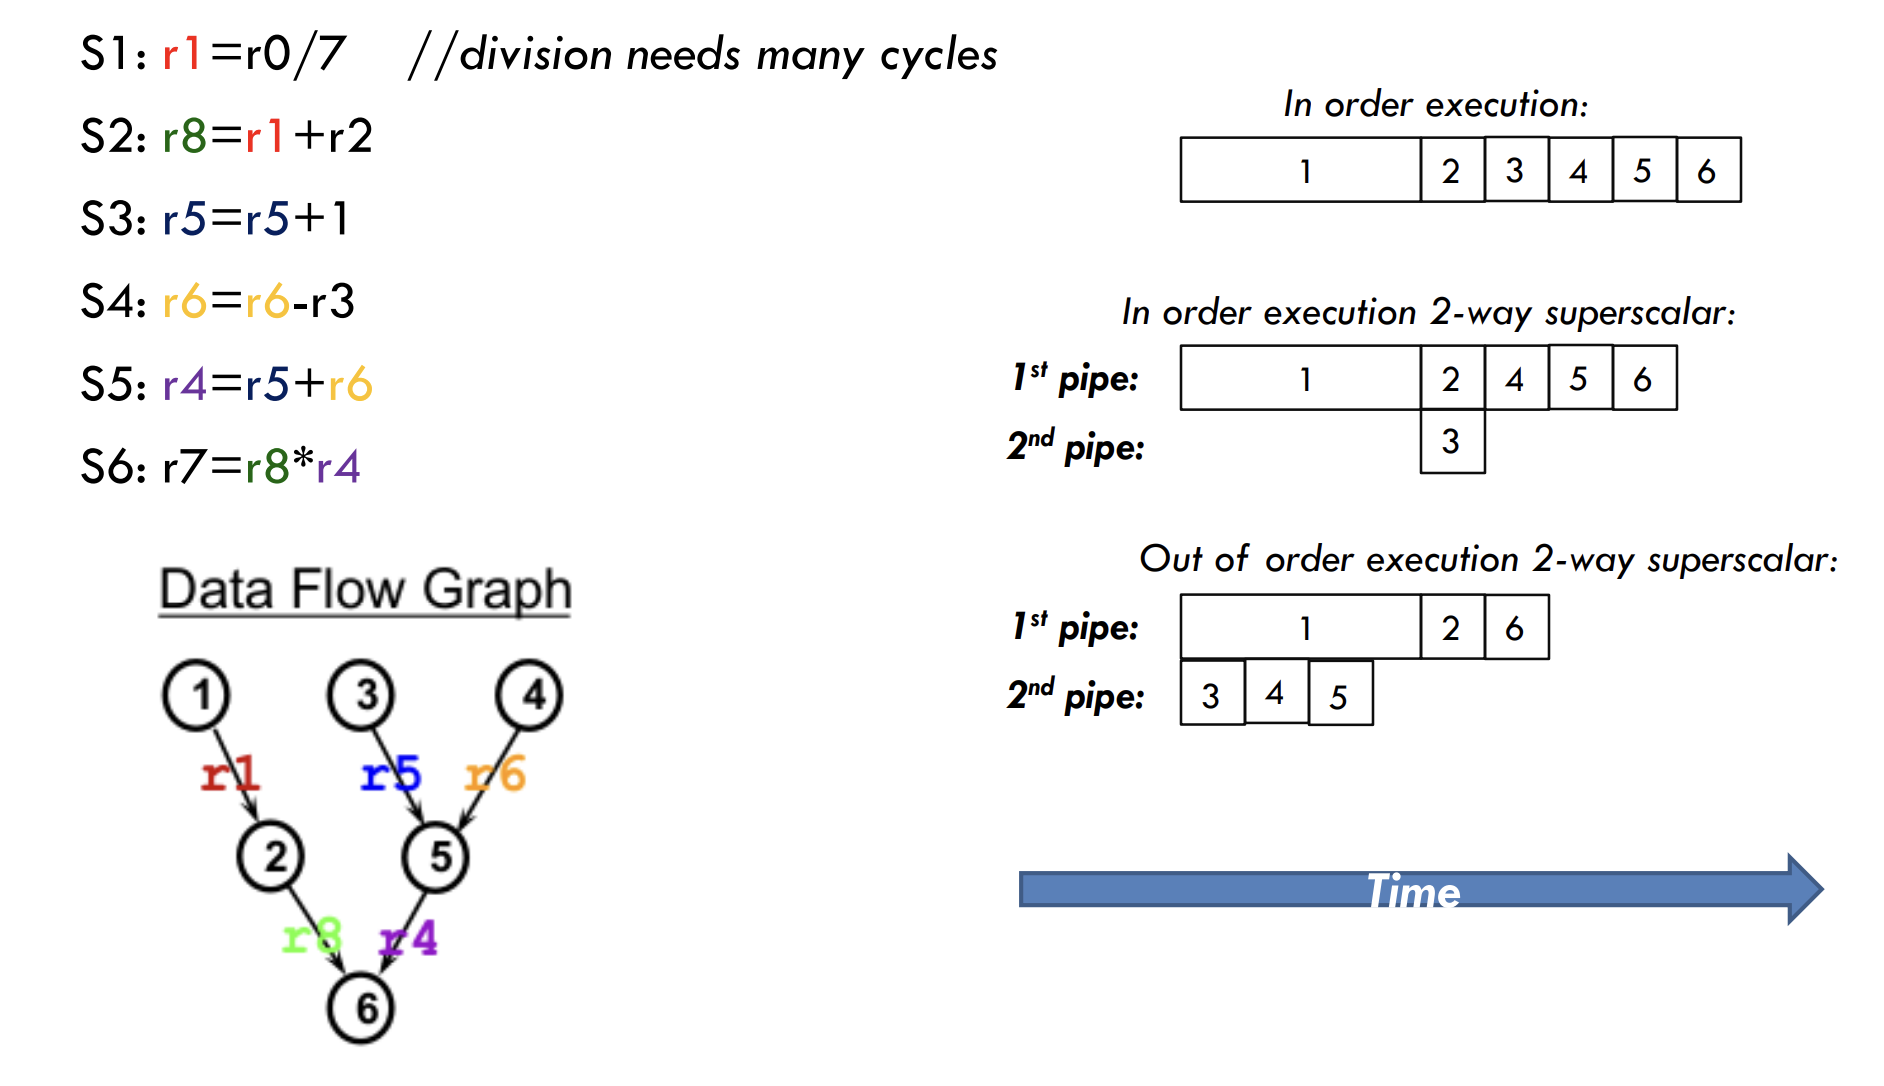 S1: r1=r0/7 //division needs many cycles
S2: r8=r1+r2
S3: r5=r5+1
S4: r6=r6-r3
S5: r4=r5+r6
S6: r7=r8*r4
Data Flow Graph
1 3 4
r1 r5 r6
2 5
r8 r4
6
In order execution:
1 2 3 4 5 6
In order execution 2-way superscalar:
1st pipe: 1 2 4 5 6
2nd pipe: 3
Out of order execution 2-way superscalar:
1st pipe: 1 2 6
2nd pipe: 3 4 5
Time